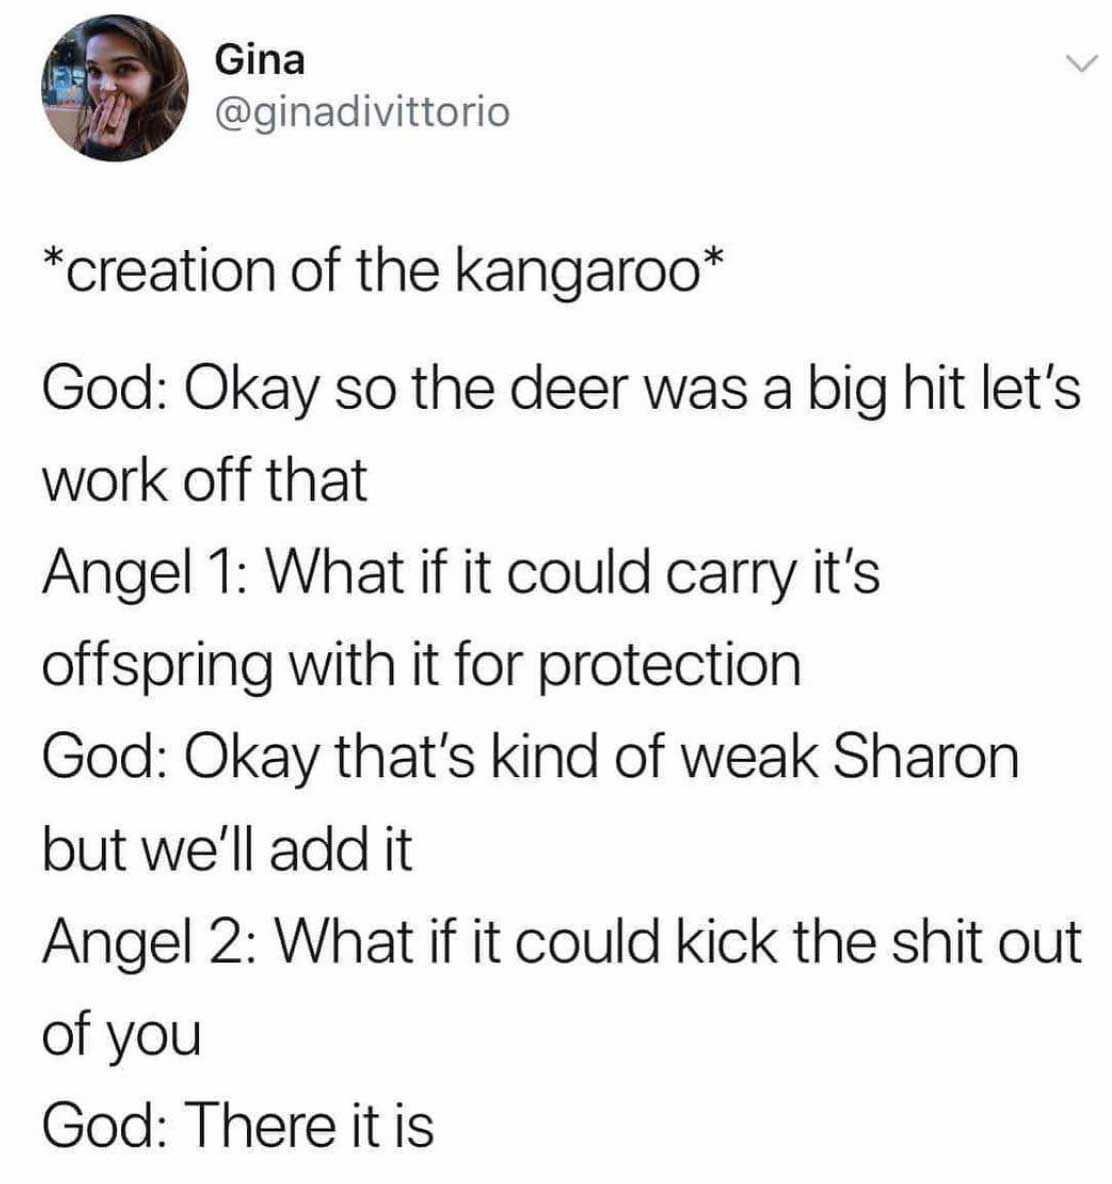 Gina
@ginadivittorio
*creation of the kangaroo*
God: Okay so the deer was a big hit let's
work off that
Angel 1: What if it could carry it's
offspring with it for protection
God: Okay that's kind of weak Sharon
but we'll add it
Angel 2: What if it could kick the shit out
of you
God: There it is